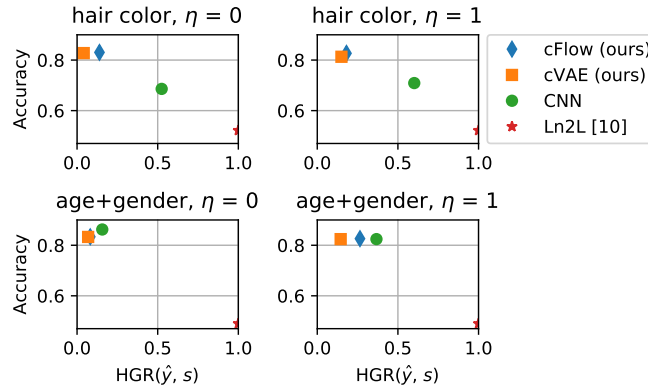 hair color, η = 0
hair color, η = 1
Accuracy
0.8
0.6
0.0
0.5
1.0
0.8
0.6
0.0
0.5
1.0
cFlow (ours)
cVAE (ours)
CNN
Ln2L [10]
age+gender, η = 0
age+gender, η = 1
Accuracy
0.8
0.6
0.0
0.5
1.0
HGR(ŷ, s)
0.8
0.6
0.0
0.5
1.0
HGR(ŷ, s)